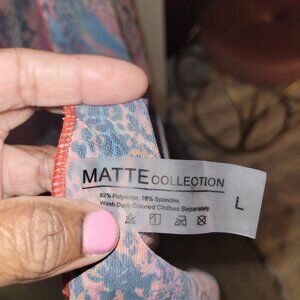 MATTE COLLECTION
82% Polyester, 18% Spandex
Wash Dark Colored Clothes Separately.
L